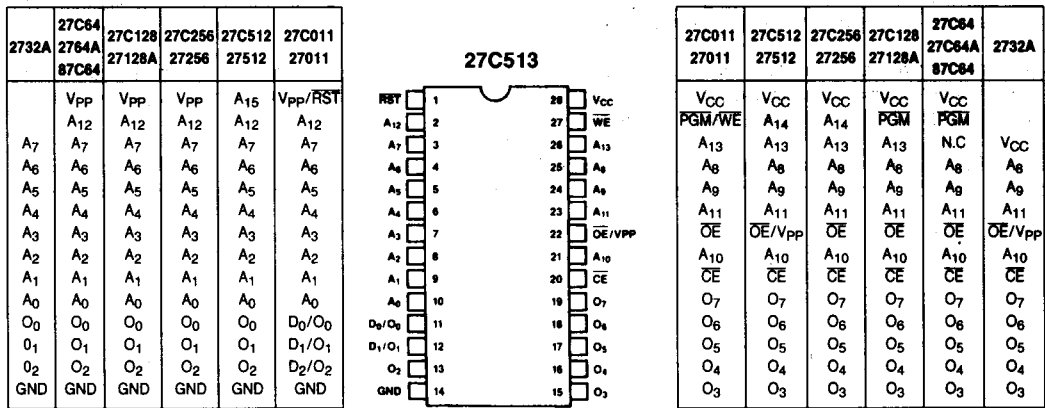 2732A 27C64 2764A 87C64 27C128 27128A 27C256 27256 27C512 27512 27C011 27011
VPP VPP VPP A15 VPP/RST
A12 A12 A12 A12 A12
A7 A7 A7 A7 A7 A7
A6 A6 A6 A6 A6 A6
A5 A5 A5 A5 A5 A5
A4 A4 A4 A4 A4 A4
A3 A3 A3 A3 A3 A3
A2 A2 A2 A2 A2 A2
A1 A1 A1 A1 A1 A1
A0 A0 A0 A0 A0 A0
O0 O0 O0 O0 O0 D0/O0
O1 O1 O1 O1 O1 D1/O1
O2 O2 O2 O2 O2 D2/O2
GND GND GND GND GND GND
27C513
RST 1 28 VCC
A12 2 27 WE
A7 3 26 A13
A6 4 25 A8
A5 5 24 A9
A4 6 23 A11
A3 7 22 OE/VPP
A2 8 21 A10
A1 9 20 CE
A0 10 19 O7
D0/O0 11 18 O6
D1/O1 12 17 O5
O2 13 16 O4
GND 14 15 O3
27C011 27011 27C512 27512 27C256 27256 27C128 27128A 27C64 27C64A 87C64 2732A
VCC VCC VCC VCC VCC
PGM/WE A14 A14 PGM PGM
A13 A13 A13 A13 N.C VCC
A8 A8 A8 A8 A8 A8
A9 A9 A9 A9 A9 A9
A11 A11 A11 A11 A11 A11
OE OE/VPP OE OE OE OE/VPP
A10 A10 A10 A10 A10 A10
CE CE CE CE CE CE
O7 O7 O7 O7 O7 O7
O6 O6 O6 O6 O6 O6
O5 O5 O5 O5 O5 O5
O4 O4 O4 O4 O4 O4
O3 O3 O3 O3 O3 O3